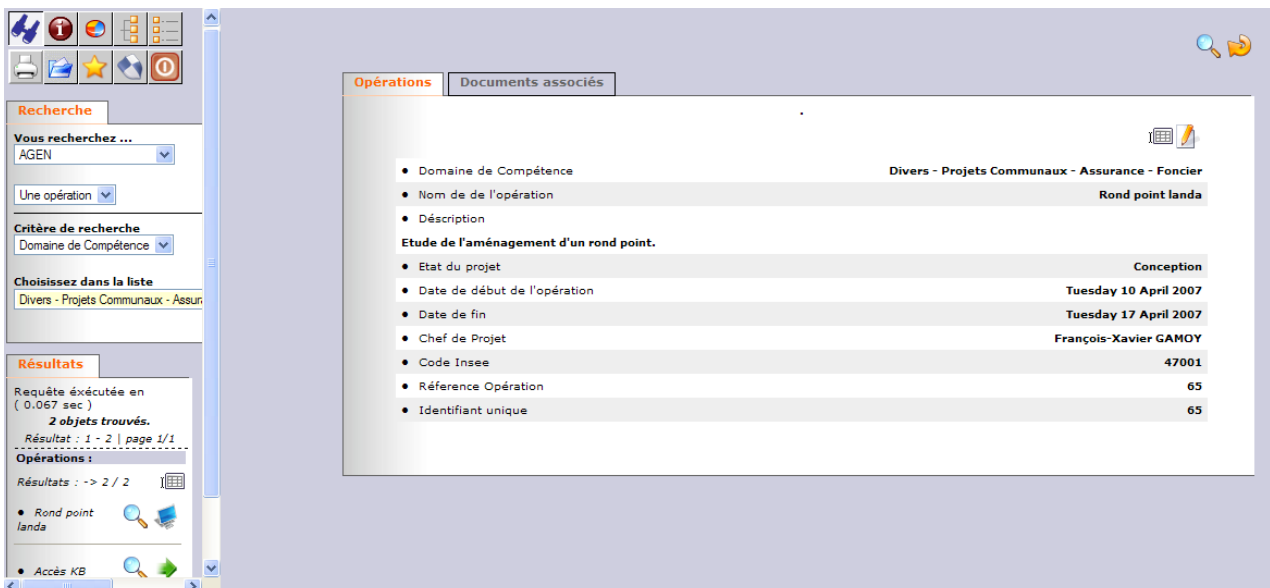 Recherche
Vous recherchez ...
AGEN
Une opération
Critère de recherche
Domaine de Compétence
Choisissez dans la liste
Divers - Projets Communaux - Assur
Résultats
Requête éxécutée en
( 0.067 sec )
2 objets trouvés.
Résultat : 1 - 2 | page 1/1
Opérations :
Résultats : -> 2 / 2
Rond point
landa
Accès KB
Opérations Documents associés
.
Domaine de Compétence Divers - Projets Communaux - Assurance - Foncier
Nom de de l'opération Rond point landa
Déscription
Etude de l'aménagement d'un rond point.
Etat du projet Conception
Date de début de l'opération Tuesday 10 April 2007
Date de fin Tuesday 17 April 2007
Chef de Projet François-Xavier GAMOY
Code Insee 47001
Réference Opération 65
Identifiant unique 65